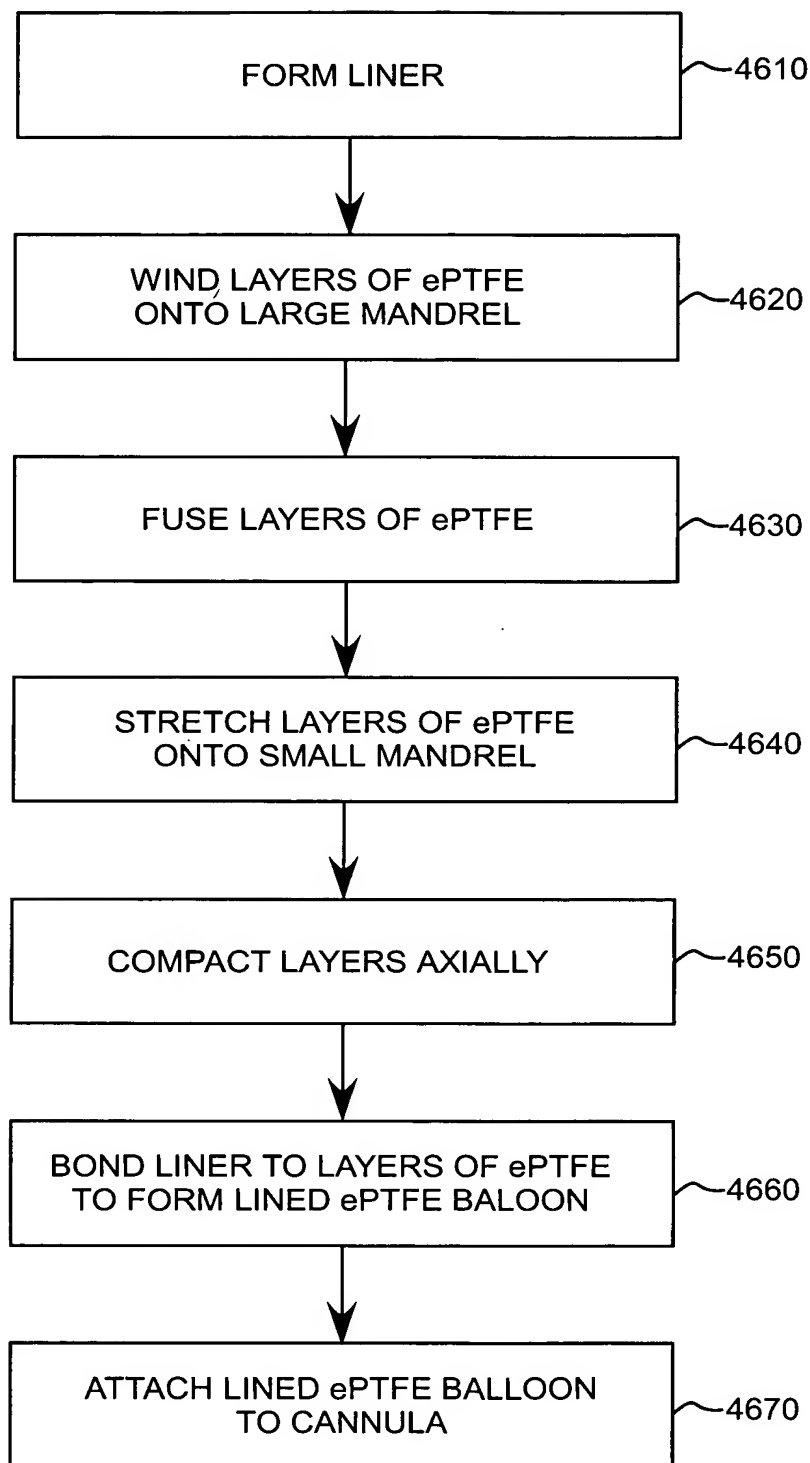 FORM LINER
4610
WIND LAYERS OF ePTFE
ONTO LARGE MANDREL
4620
FUSE LAYERS OF ePTFE
4630
STRETCH LAYERS OF ePTFE
ONTO SMALL MANDREL
4640
COMPACT LAYERS AXIALLY
4650
BOND LINER TO LAYERS OF ePTFE
TO FORM LINED ePTFE BALOON
4660
ATTACH LINED ePTFE BALLOON
TO CANNULA
4670